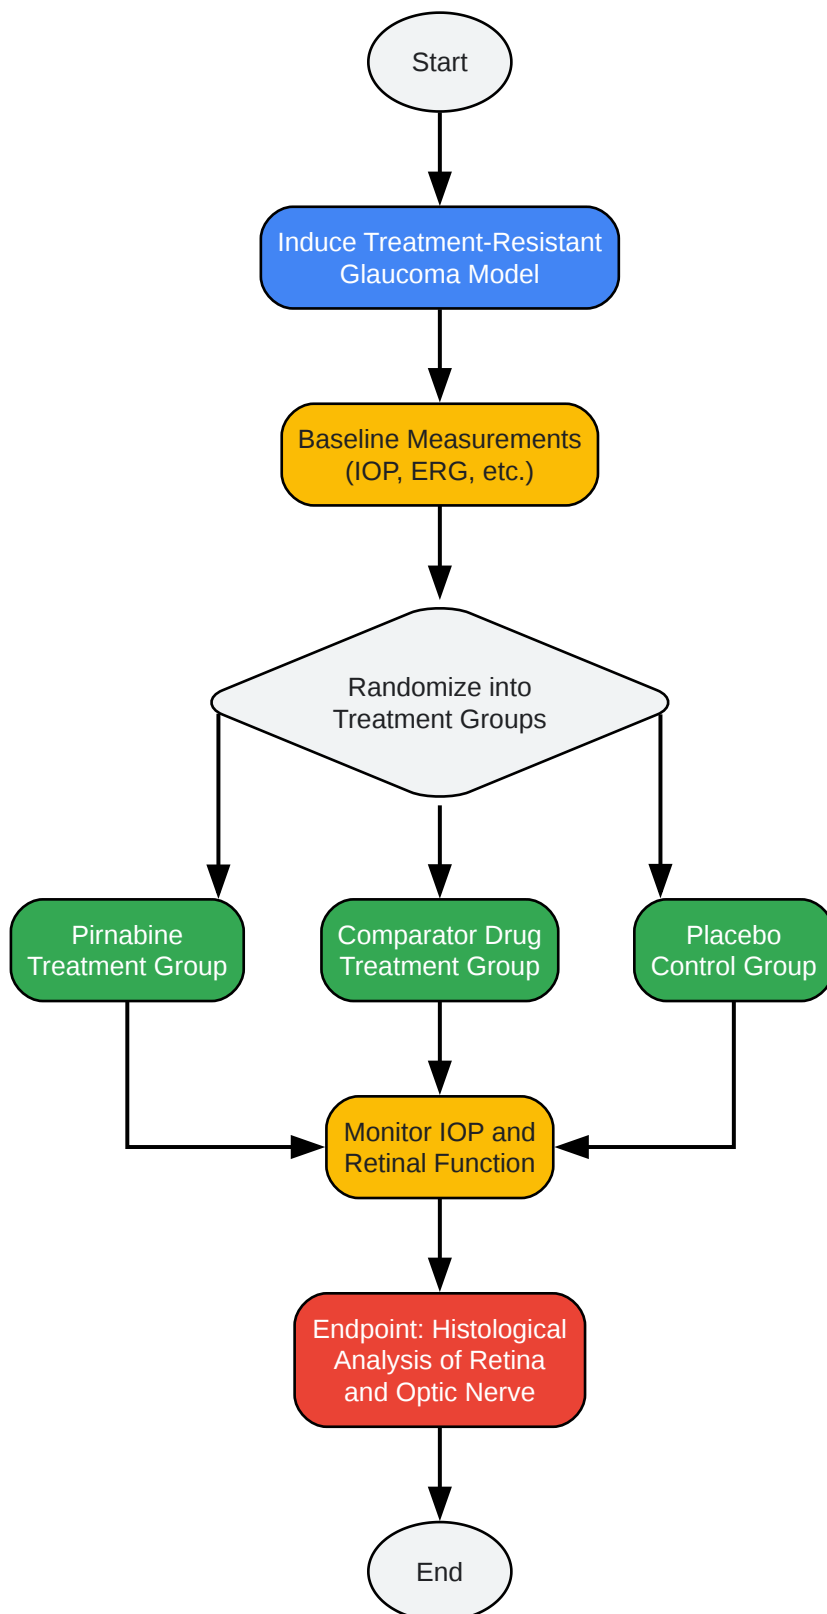 Start
Induce Treatment-Resistant
Glaucoma Model
Baseline Measurements
(IOP, ERG, etc.)
Randomize into
Treatment Groups
Pirnabine
Treatment Group
Comparator Drug
Treatment Group
Placebo
Control Group
Monitor IOP and
Retinal Function
Endpoint: Histological
Analysis of Retina
and Optic Nerve
End